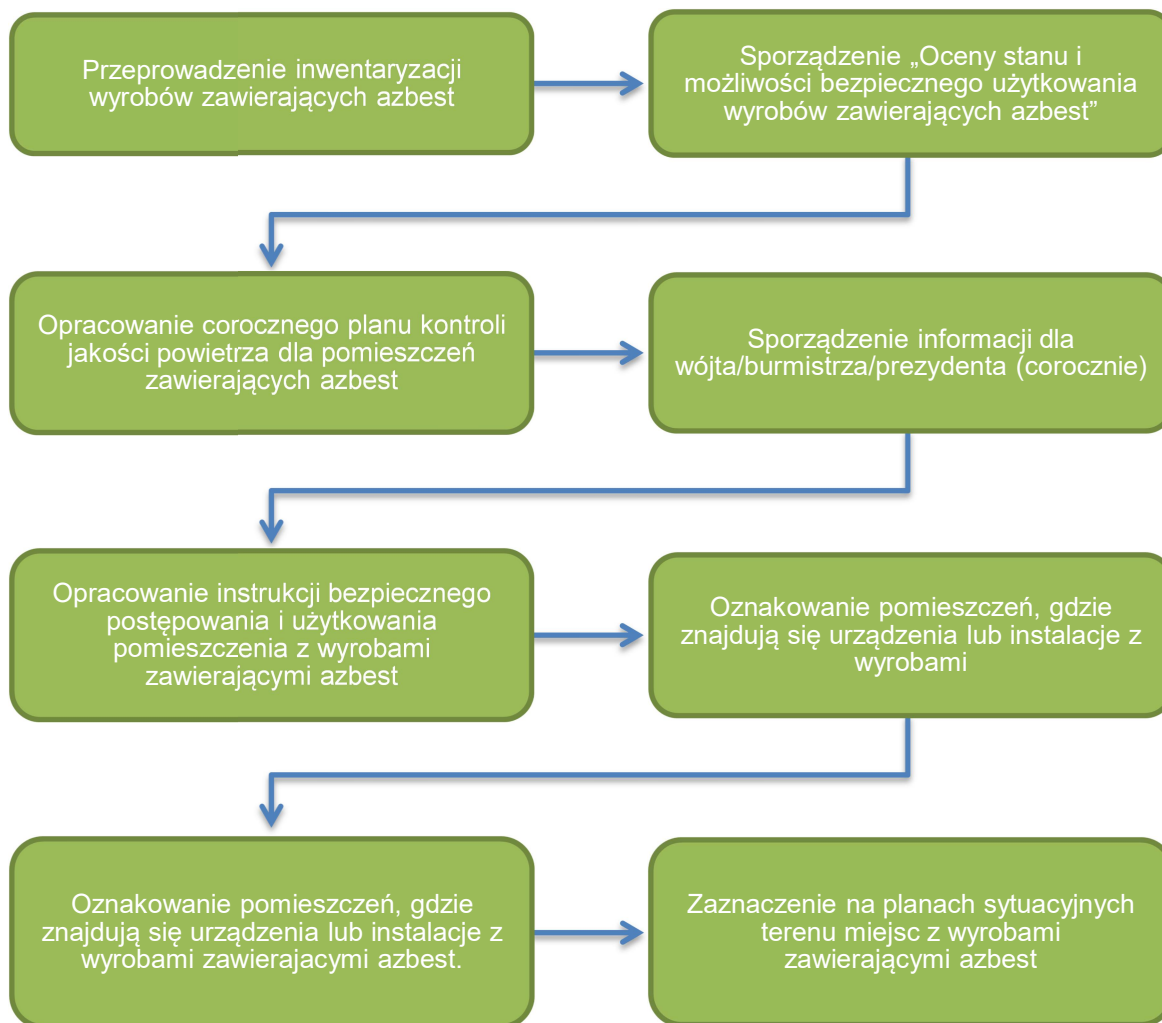 Przeprowadzenie inwentaryzacji
wyrobów zawierających azbest
Sporządzenie „Oceny stanu i
możliwości bezpiecznego użytkowania
wyrobów zawierających azbest”
Opracowanie corocznego planu kontroli
jakości powietrza dla pomieszczeń
zawierających azbest
Sporządzenie informacji dla
wójta/burmistrza/prezydenta (corocznie)
Opracowanie instrukcji bezpiecznego
postępowania i użytkowania
pomieszczenia z wyrobami
zawierającymi azbest
Oznakowanie pomieszczeń, gdzie
znajdują się urządzenia lub instalacje z
wyrobami
Oznakowanie pomieszczeń, gdzie
znajdują się urządzenia lub instalacje z
wyrobami zawierajacymi azbest.
Zaznaczenie na planach sytuacyjnych
terenu miejsc z wyrobami
zawierającymi azbest